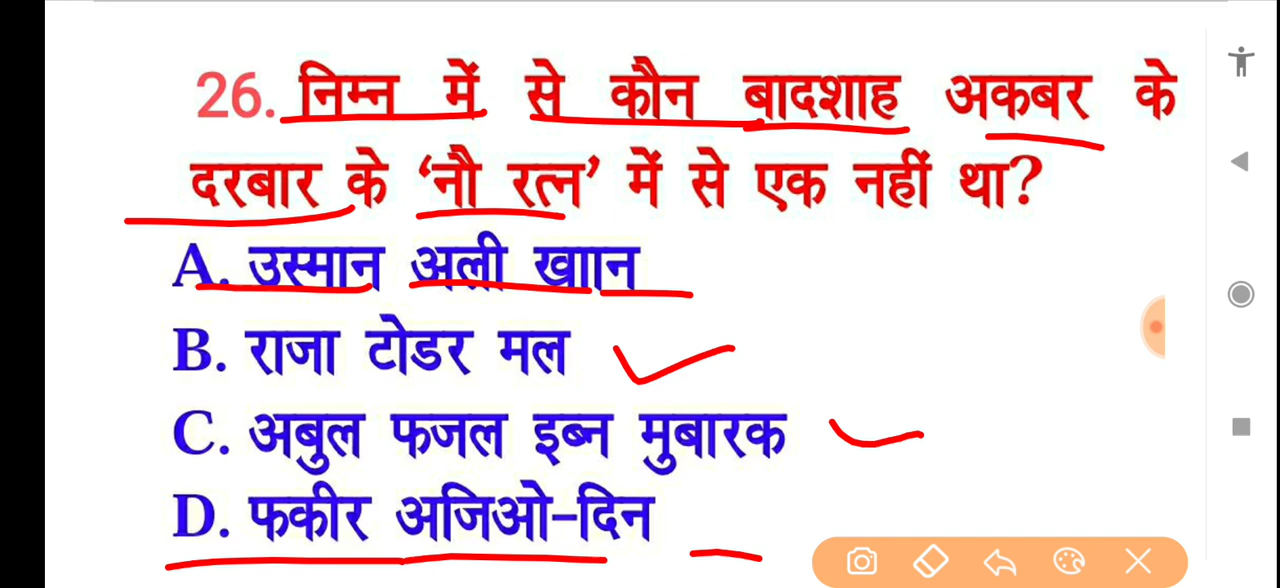 26. निम्न में से कौन बादशाह अकबर के
दरबार के ‘नौ रत्न’ में से एक नहीं था?
A. उस्मान अली खाान
B. राजा टोडर मल
C. अबुल फजल इब्न मुबारक
D. फकीर अजिओ-दिन